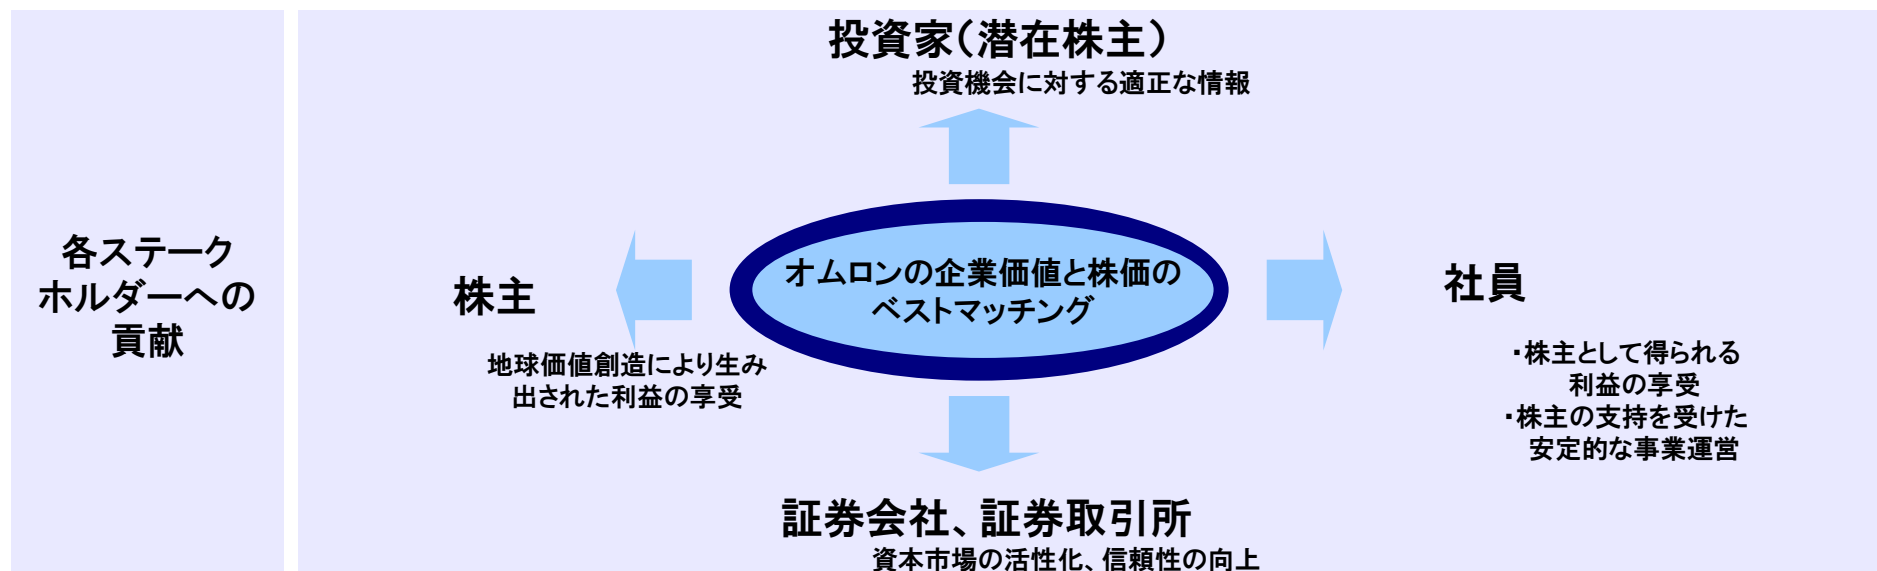 各ステーク
ホルダーへの
貢献
投資家(潜在株主)
投資機会に対する適正な情報
株主
地球価値創造により生み
出された利益の享受
オムロンの企業価値と株価の
ベストマッチング
社員
・株主として得られる
利益の享受
・株主の支持を受けた
安定的な事業運営
証券会社、証券取引所
資本市場の活性化、信頼性の向上